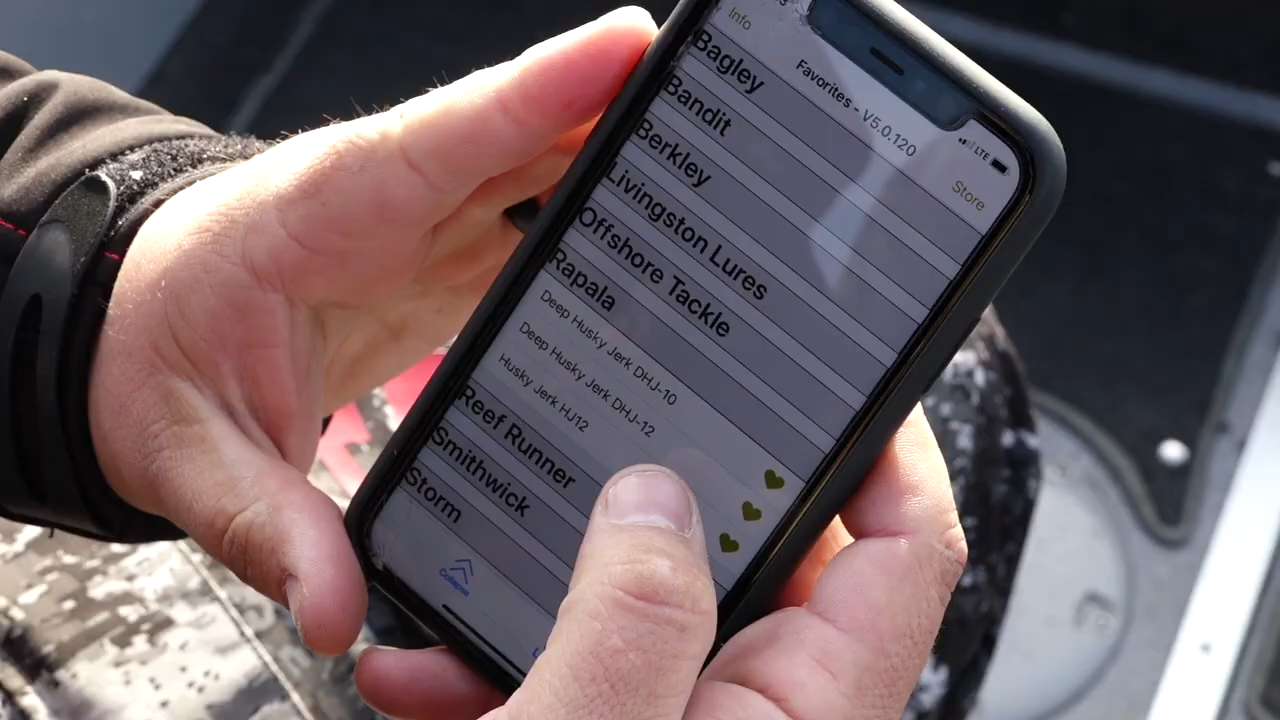 Info
Favorites - V5.0.120
LTE
Store
Bagley
Bandit
Berkley
Livingston Lures
Offshore Tackle
Rapala
Deep Husky Jerk DHJ-10
Deep Husky Jerk DHJ-12
Husky Jerk HJ12
Reef Runner
Smithwick
Storm
Collapse